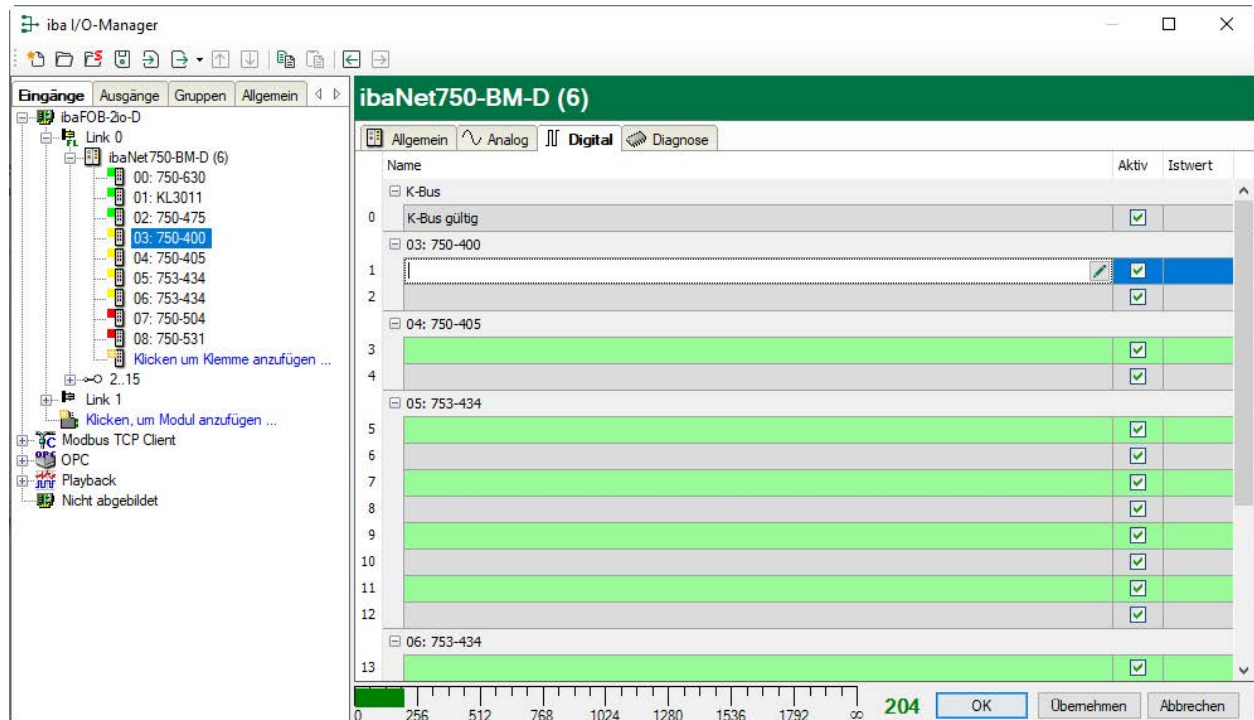 iba I/O-Manager
Eingänge Ausgänge Gruppen Allgemein
ibaFOB-2io-D
Link 0
ibaNet750-BM-D (6)
00: 750-630
01: KL3011
02: 750-475
03: 750-400
04: 750-405
05: 753-434
06: 753-434
07: 750-504
08: 750-531
Klicken um Klemme anzufügen ...
2..15
Link 1
Klicken, um Modul anzufügen ...
Modbus TCP Client
OPC
Playback
Nicht abgebildet
ibaNet750-BM-D (6)
Allgemein Analog Digital Diagnose
Name Aktiv Istwert
K-Bus
0 K-Bus gültig
03: 750-400
1
2
04: 750-405
3
4
05: 753-434
5
6
7
8
9
10
11
12
06: 753-434
13
0 256 512 768 1024 1280 1536 1792 ∞ 204 OK Übernehmen Abbrechen